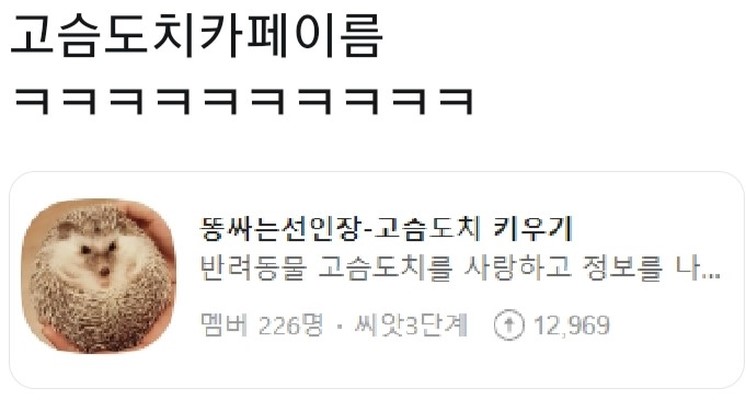 고슴도치카페이름
ㅋㅋㅋㅋㅋㅋㅋㅋㅋㅋ
똥싸는선인장-고슴도치 키우기
반려동물 고슴도치를 사랑하고 정보를 나...
멤버 226명 · 씨앗3단계 12,969